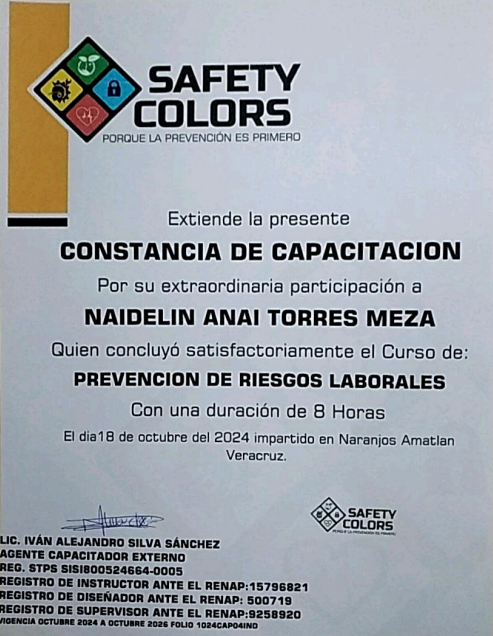 SAFETY
COLORS
PORQUE LA PREVENCIÓN ES PRIMERO
Extiende la presente
CONSTANCIA DE CAPACITACION
Por su extraordinaria participación a
NAIDELIN ANAI TORRES MEZA
Quien concluyó satisfactoriamente el Curso de:
PREVENCION DE RIESGOS LABORALES
Con una duración de 8 Horas
El dia18 de octubre del 2024 impartido en Naranjos Amatlan
Veracruz.
SAFETY
COLORS
PORQUE LA PREVENCIÓN ES PRIMERO
LIC. IVÁN ALEJANDRO SILVA SÁNCHEZ
AGENTE CAPACITADOR EXTERNO
REG. STPS SISI800524664-0005
REGISTRO DE INSTRUCTOR ANTE EL RENAP:15796821
REGISTRO DE DISEÑADOR ANTE EL RENAP: 500719
REGISTRO DE SUPERVISOR ANTE EL RENAP:9258920
VIGENCIA OCTUBRE 2024 A OCTUBRE 2026 FOLIO 1024CAP04IND